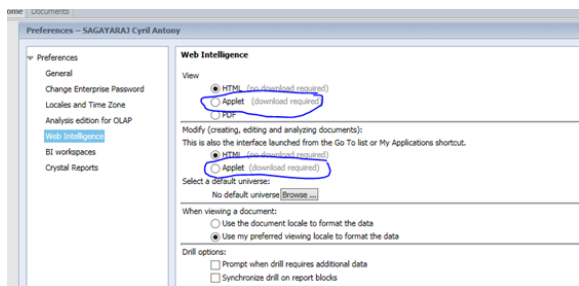 ome Documents
Preferences -- SAGAYARAJ Cyril Antony
Preferences
General
Change Enterprise Password
Locales and Time Zone
Analysis edition for OLAP
Web Intelligence
BI workspaces
Crystal Reports
Web Intelligence
View
HTML (no download required)
Applet (download required)
PDF
Modify (creating, editing and analyzing documents):
This is also the interface launched from the Go To list or My Applications shortcut.
HTML (no download required)
Applet (download required)
Select a default universe:
No default universe Browse ...
When viewing a document:
Use the document locale to format the data
Use my preferred viewing locale to format the data
Drill options:
Prompt when drill requires additional data
Synchronize drill on report blocks